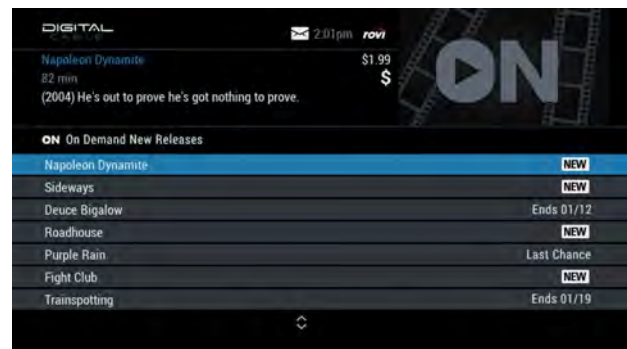 DIGITAL
CABLE
2:01pm rovi
Napoleon Dynamite $1.99
82 min $
(2004) He's out to prove he's got nothing to prove.
ON
ON On Demand New Releases
Napoleon Dynamite NEW
Sideways NEW
Deuce Bigalow Ends 01/12
Roadhouse NEW
Purple Rain Last Chance
Fight Club NEW
Trainspotting Ends 01/19